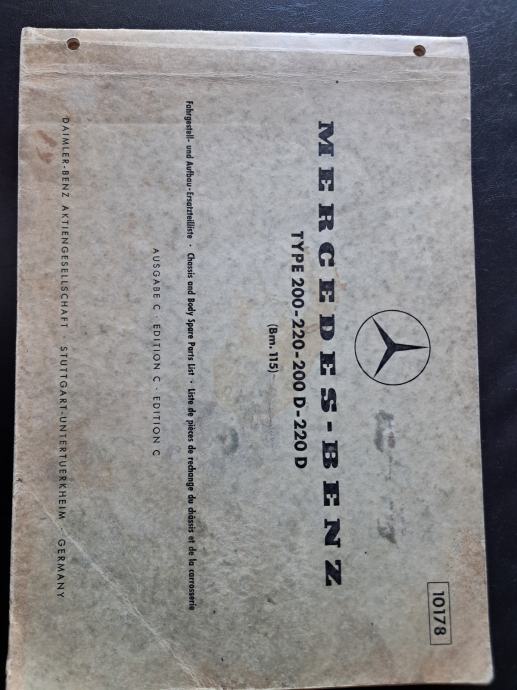 10178
MERCEDES-BENZ
TYPE 200-220-200 D-220 D
(Bm. 115)
Fahrgestell- und Aufbau-Ersatzteilliste · Chassis and Body Spare Parts List · Liste de pièces de rechange du châssis et de la carrosserie
AUSGABE C · EDITION C · EDITION C
DAIMLER-BENZ AKTIENGESELLSCHAFT STUTTGART-UNTERTUERKHEIM · GERMANY